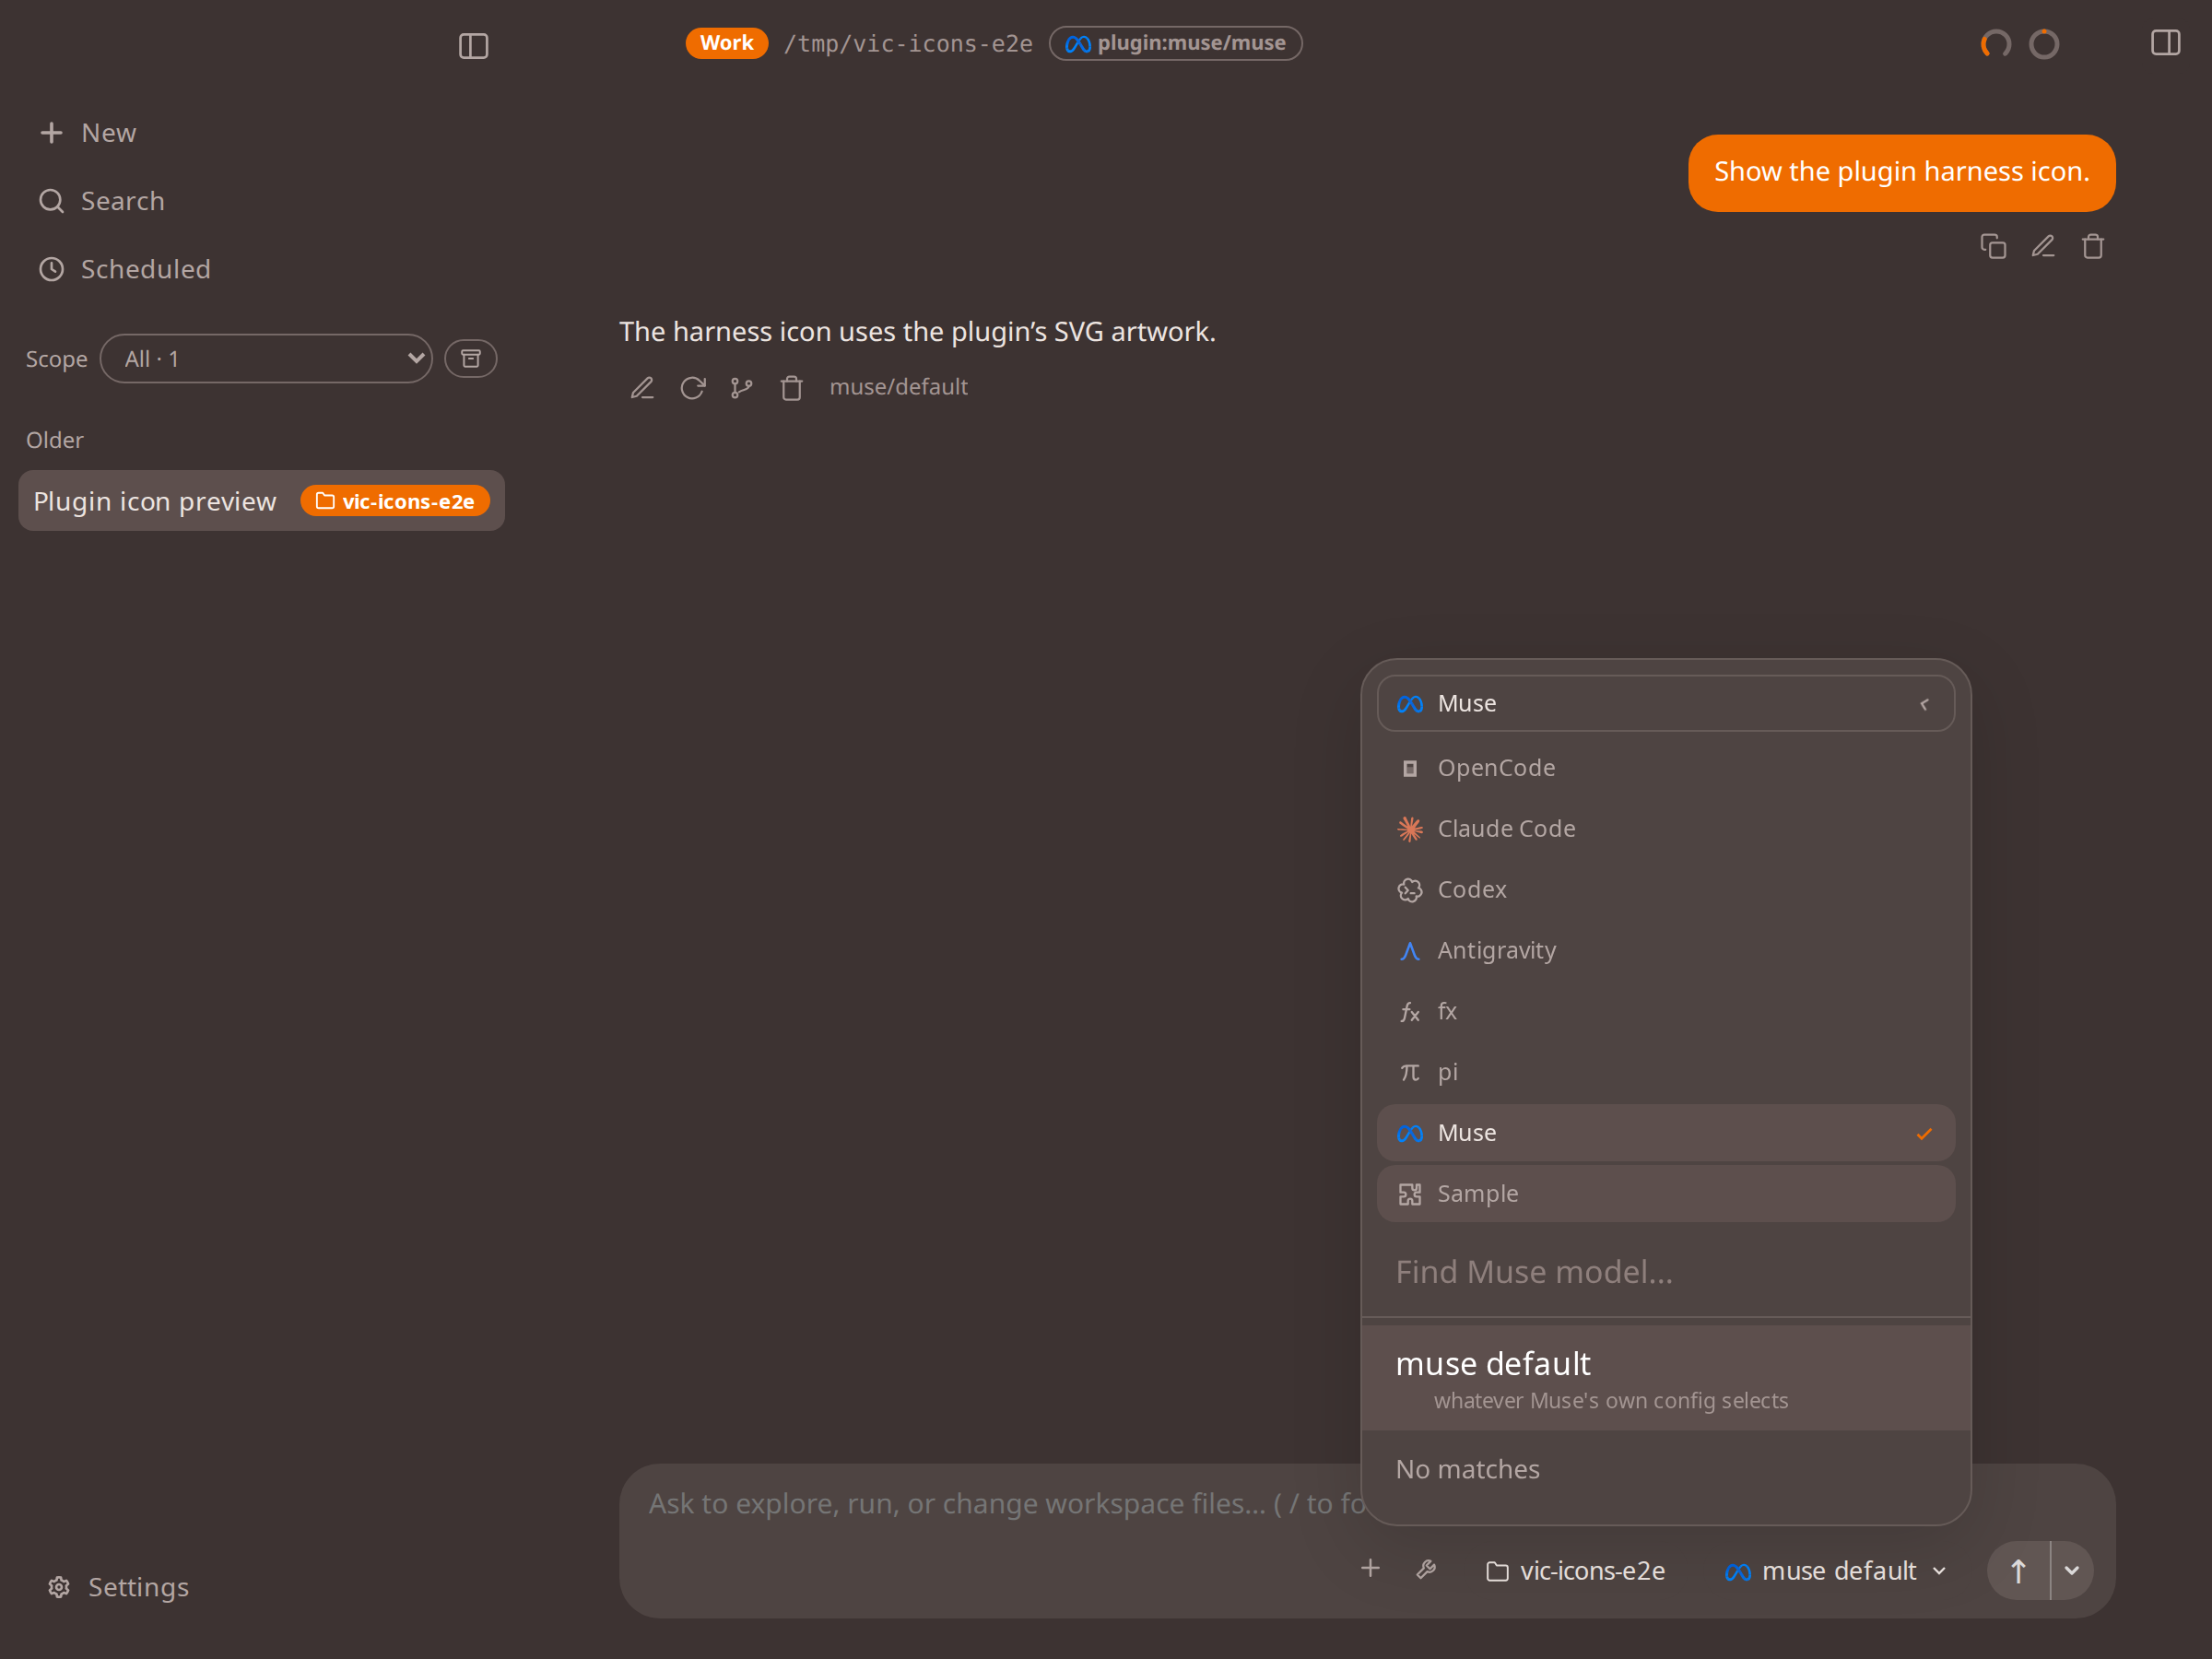 Work /tmp/vic-icons-e2e plugin:muse/muse
New
Search
Scheduled
Scope All · 1
Older
Plugin icon preview vic-icons-e2e
Settings
Show the plugin harness icon.
The harness icon uses the plugin’s SVG artwork.
muse/default
Muse
OpenCode
Claude Code
Codex
Antigravity
fx
pi
Muse
Sample
Find Muse model...
muse default
whatever Muse's own config selects
No matches
Ask to explore, run, or change workspace files... ( / to fo
vic-icons-e2e muse default